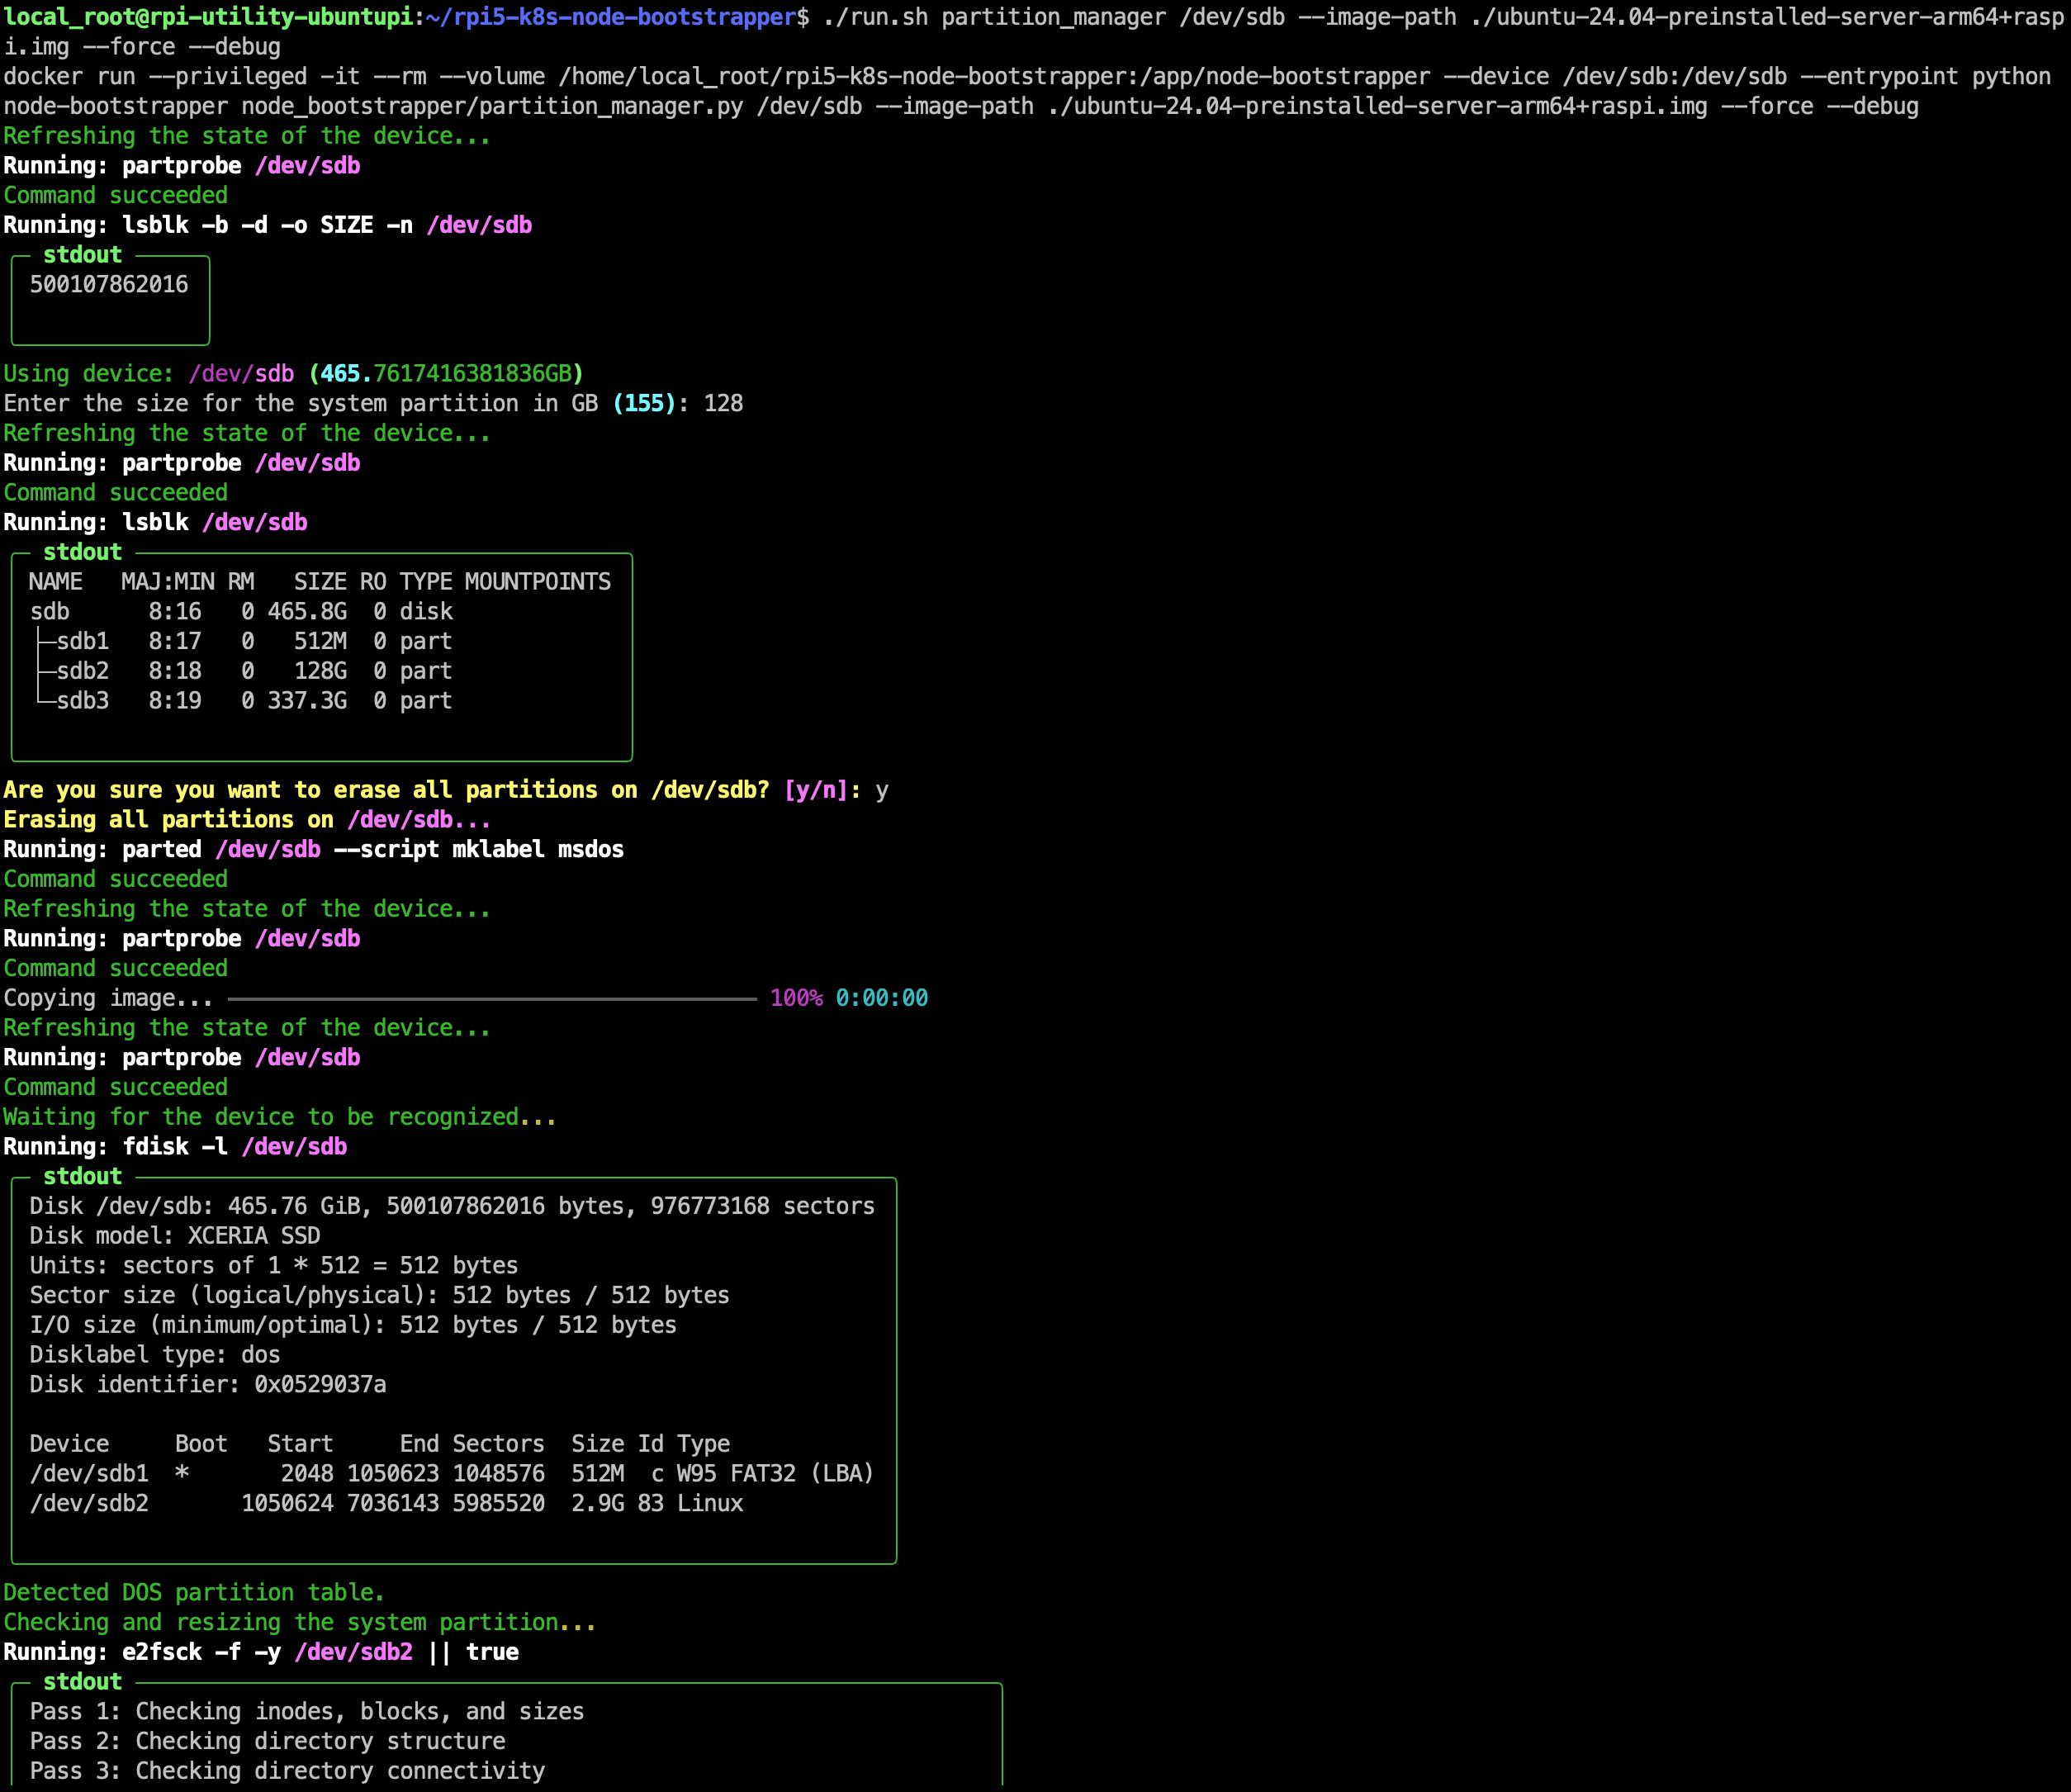 local_root@rpi-utility-ubuntupi:~/rpi5-k8s-node-bootstrapper$ ./run.sh partition_manager /dev/sdb --image-path ./ubuntu-24.04-preinstalled-server-arm64+rasp
i.img --force --debug
docker run --privileged -it --rm --volume /home/local_root/rpi5-k8s-node-bootstrapper:/app/node-bootstrapper --device /dev/sdb:/dev/sdb --entrypoint python
node-bootstrapper node_bootstrapper/partition_manager.py /dev/sdb --image-path ./ubuntu-24.04-preinstalled-server-arm64+raspi.img --force --debug
Refreshing the state of the device...
Running: partprobe /dev/sdb
Command succeeded
Running: lsblk -b -d -o SIZE -n /dev/sdb
stdout
500107862016
Using device: /dev/sdb (465.7617416381836GB)
Enter the size for the system partition in GB (155): 128
Refreshing the state of the device...
Running: partprobe /dev/sdb
Command succeeded
Running: lsblk /dev/sdb
stdout
NAME   MAJ:MIN RM   SIZE RO TYPE MOUNTPOINTS
sdb      8:16   0 465.8G  0 disk
├─sdb1   8:17   0   512M  0 part
├─sdb2   8:18   0   128G  0 part
└─sdb3   8:19   0 337.3G  0 part
Are you sure you want to erase all partitions on /dev/sdb? [y/n]: y
Erasing all partitions on /dev/sdb...
Running: parted /dev/sdb --script mklabel msdos
Command succeeded
Refreshing the state of the device...
Running: partprobe /dev/sdb
Command succeeded
Copying image... 100% 0:00:00
Refreshing the state of the device...
Running: partprobe /dev/sdb
Command succeeded
Waiting for the device to be recognized...
Running: fdisk -l /dev/sdb
stdout
Disk /dev/sdb: 465.76 GiB, 500107862016 bytes, 976773168 sectors
Disk model: XCERIA SSD
Units: sectors of 1 * 512 = 512 bytes
Sector size (logical/physical): 512 bytes / 512 bytes
I/O size (minimum/optimal): 512 bytes / 512 bytes
Disklabel type: dos
Disk identifier: 0x0529037a
Device     Boot   Start     End Sectors  Size Id Type
/dev/sdb1  *       2048 1050623 1048576  512M  c W95 FAT32 (LBA)
/dev/sdb2       1050624 7036143 5985520  2.9G 83 Linux
Detected DOS partition table.
Checking and resizing the system partition...
Running: e2fsck -f -y /dev/sdb2 || true
stdout
Pass 1: Checking inodes, blocks, and sizes
Pass 2: Checking directory structure
Pass 3: Checking directory connectivity